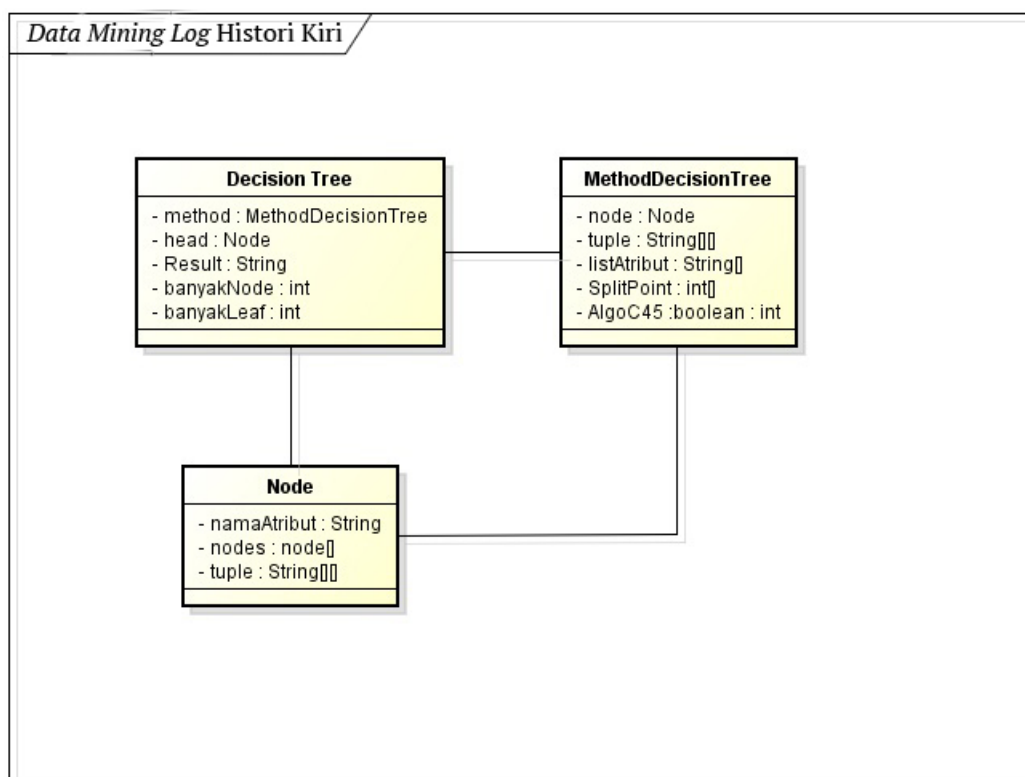 Data Mining Log Histori Kiri
Decision Tree
- method : MethodDecisionTree
- head : Node
- Result : String
- banyakNode : int
- banyakLeaf : int
MethodDecisionTree
- node : Node
- tuple : String[][]
- listAtribut : String[]
- SplitPoint : int[]
- AlgoC45 :boolean : int
Node
- namaAtribut : String
- nodes : node[]
- tuple : String[][]